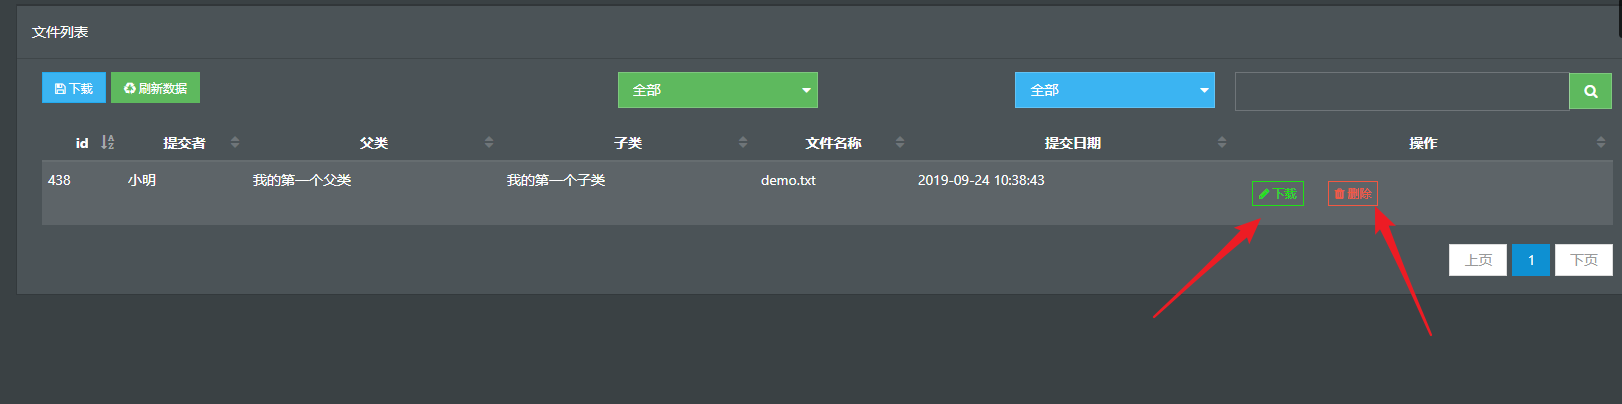 文件列表
下载 刷新数据 全部 全部
id 提交者 父类 子类 文件名称 提交日期 操作
438 小明 我的第一个父类 我的第一个子类 demo.txt 2019-09-24 10:38:43 下载 删除
上页 1 下页